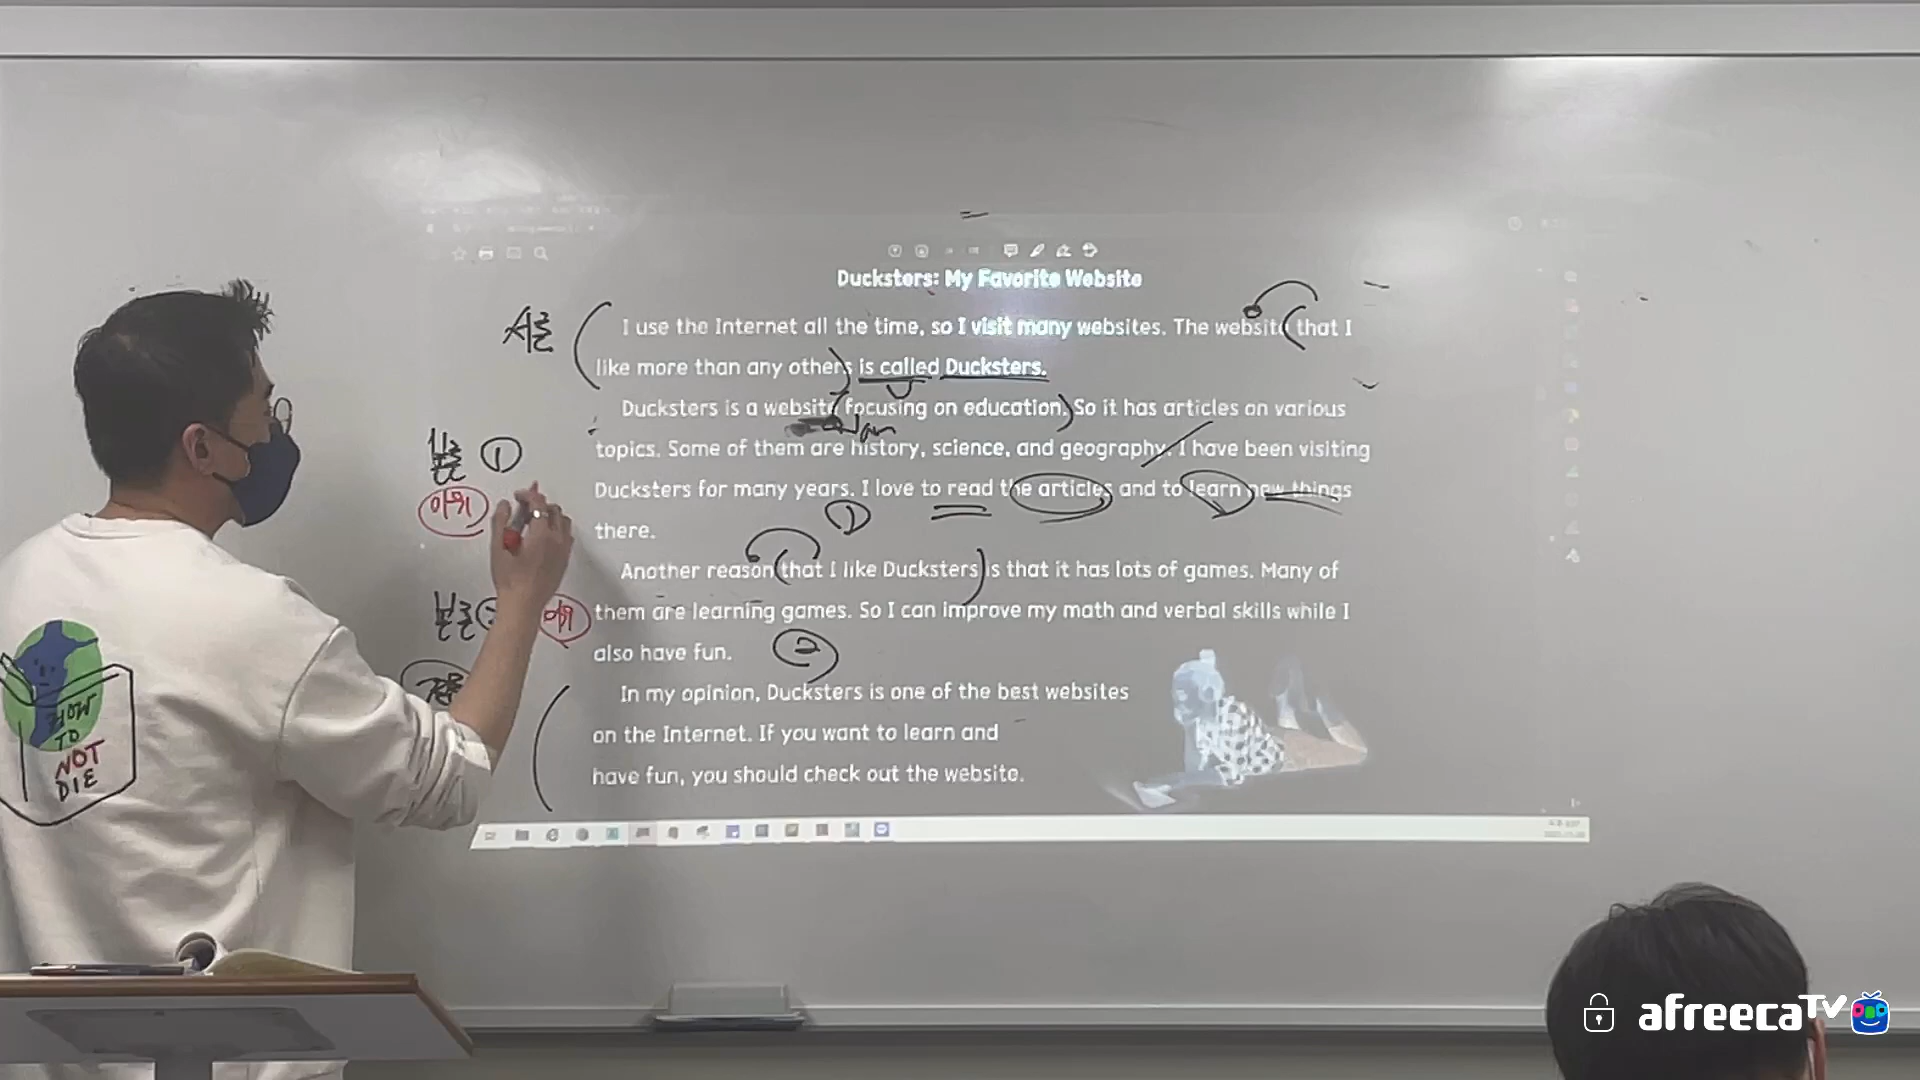 Ducksters: My Favorite Website
서론
I use the Internet all the time, so I visit many websites. The website that I
like more than any others is called Ducksters.
Ducksters is a website focusing on education. So it has articles on various
topics. Some of them are history, science, and geography. I have been visiting
본론 ①
Ducksters for many years. I love to read the articles and to learn new things
①
there.
Another reason that I like Ducksters is that it has lots of games. Many of
본론
them are learning games. So I can improve my math and verbal skills while I
also have fun.
②
결론
In my opinion, Ducksters is one of the best websites
on the Internet. If you want to learn and
have fun, you should check out the website.
HOW
TO
NOT
DIE
afreecaTV